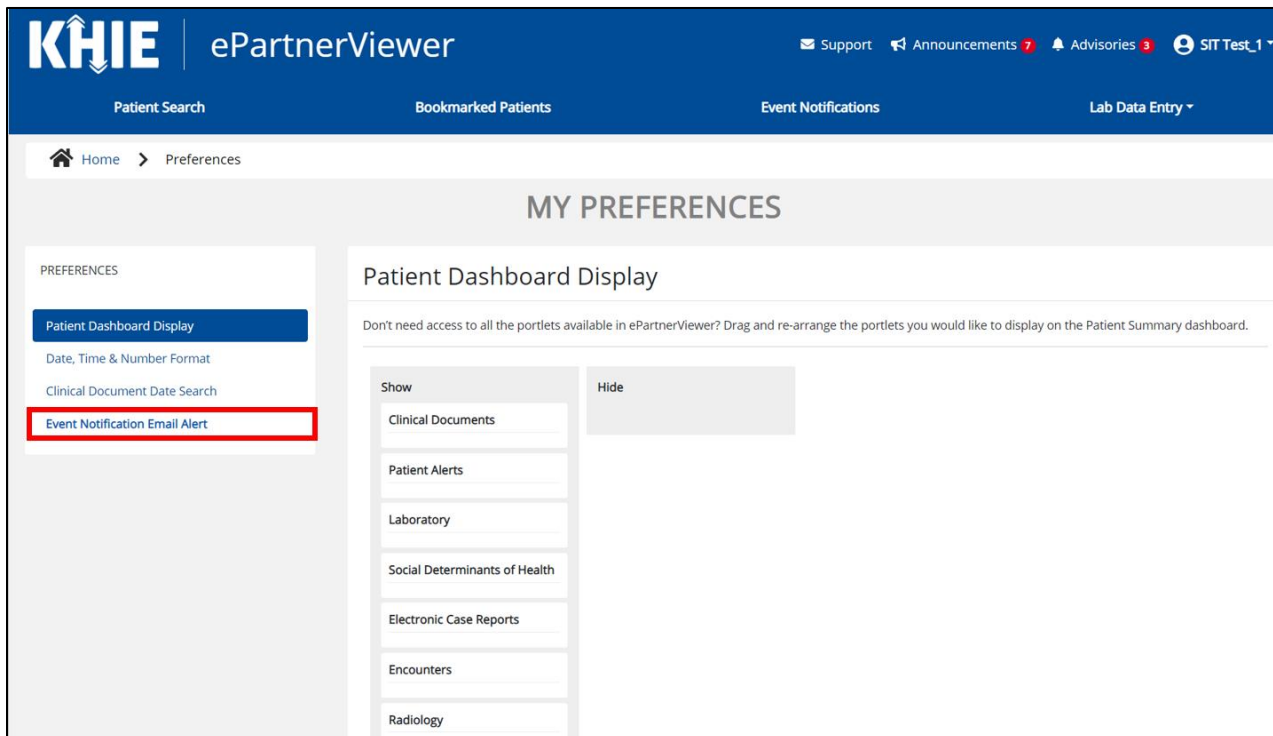 KHIE ePartnerViewer Support Announcements 7 Advisories 3 SIT Test_1
Patient Search Bookmarked Patients Event Notifications Lab Data Entry
Home Preferences
MY PREFERENCES
PREFERENCES
Patient Dashboard Display
Date, Time & Number Format
Clinical Document Date Search
Event Notification Email Alert
Patient Dashboard Display
Don't need access to all the portlets available in ePartnerViewer? Drag and re-arrange the portlets you would like to display on the Patient Summary dashboard.
Show
Clinical Documents
Patient Alerts
Laboratory
Social Determinants of Health
Electronic Case Reports
Encounters
Radiology
Hide